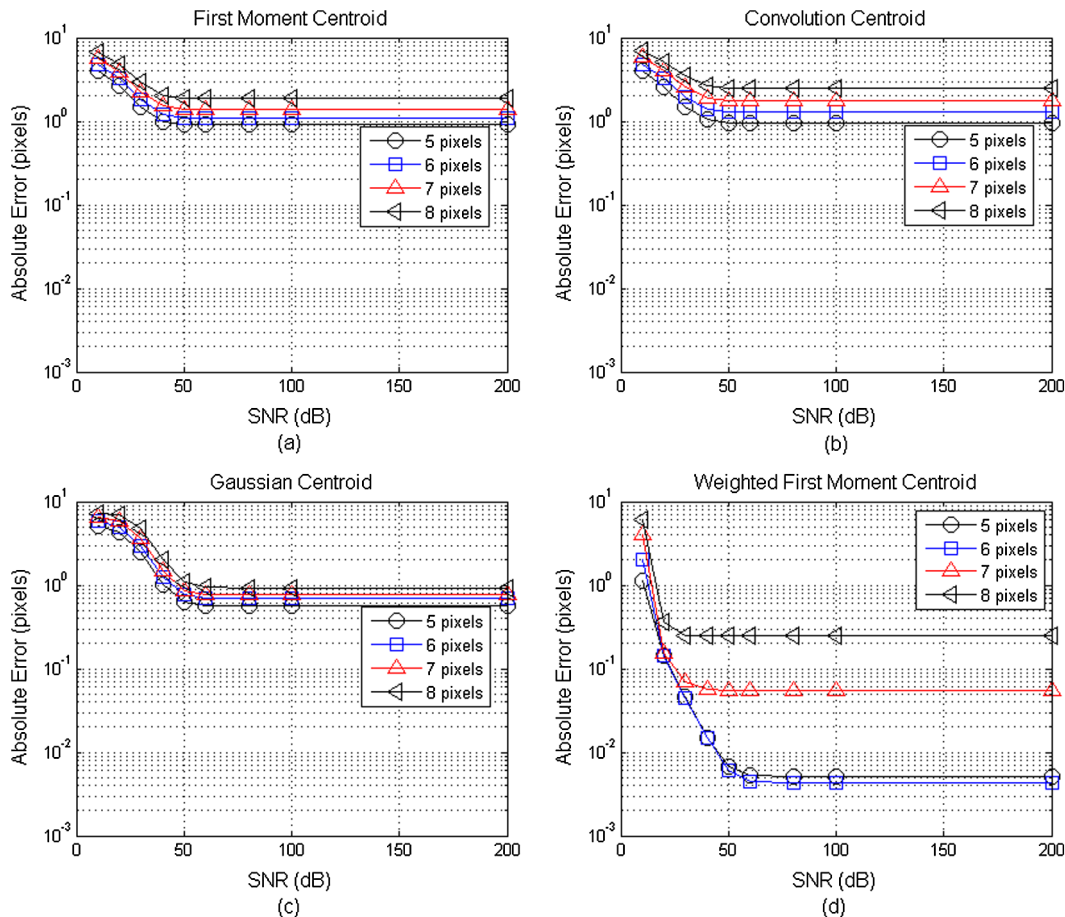 First Moment Centroid
Absolute Error (pixels)
10^1
10^0
10^-1
10^-2
10^-3
0 50 100 150 200
SNR (dB)
5 pixels
6 pixels
7 pixels
8 pixels
(a)
Convolution Centroid
Absolute Error (pixels)
10^1
10^0
10^-1
10^-2
10^-3
0 50 100 150 200
SNR (dB)
5 pixels
6 pixels
7 pixels
8 pixels
(b)
Gaussian Centroid
Absolute Error (pixels)
10^1
10^0
10^-1
10^-2
10^-3
0 50 100 150 200
SNR (dB)
5 pixels
6 pixels
7 pixels
8 pixels
(c)
Weighted First Moment Centroid
Absolute Error (pixels)
10^1
10^0
10^-1
10^-2
10^-3
0 50 100 150 200
SNR (dB)
5 pixels
6 pixels
7 pixels
8 pixels
(d)